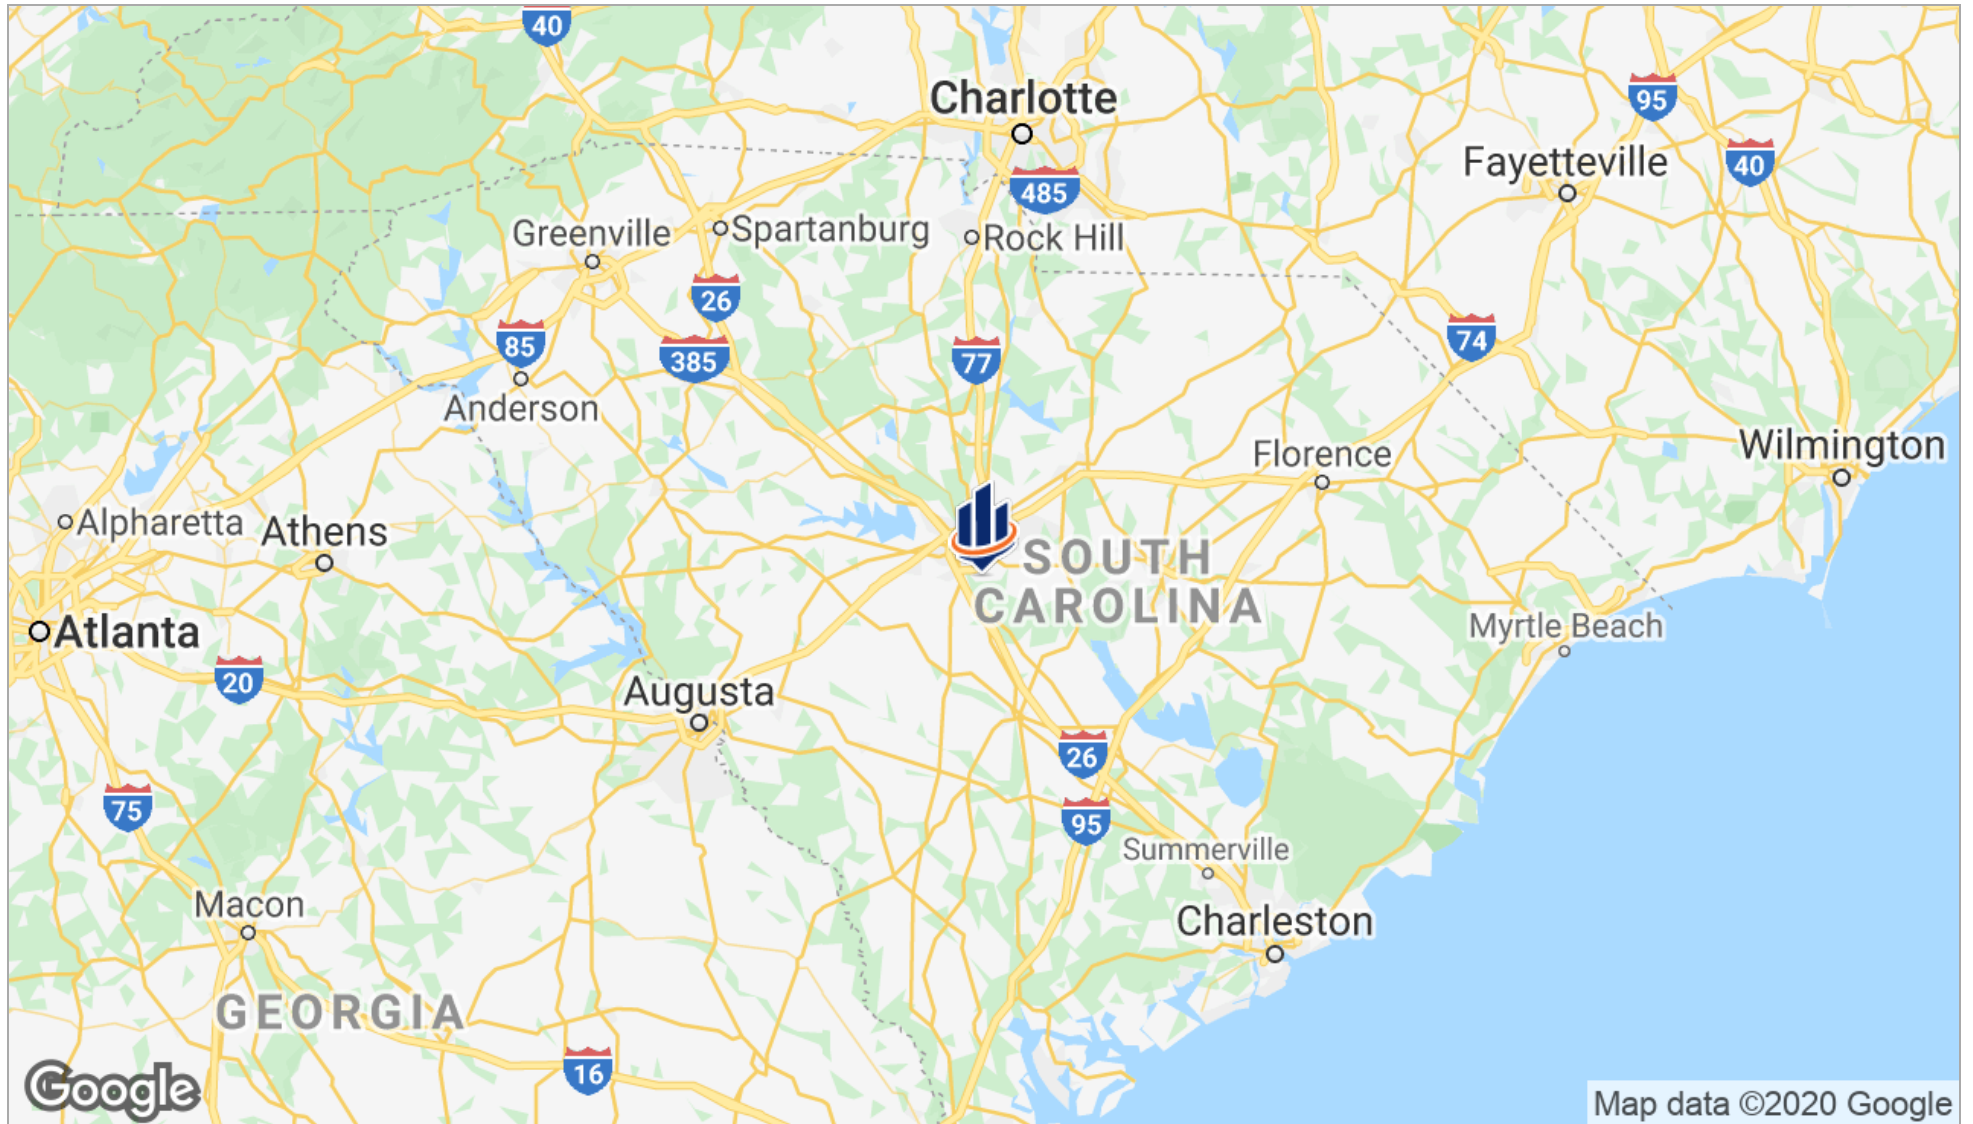 40
Charlotte
95
Fayetteville
40
485
Greenville
Spartanburg
Rock Hill
26
85
385
77
74
Anderson
Florence
Wilmington
Alpharetta
Athens
SOUTH
CAROLINA
Atlanta
Myrtle Beach
20
Augusta
26
75
95
Summerville
Macon
Charleston
GEORGIA
16
Google
Map data ©2020 Google